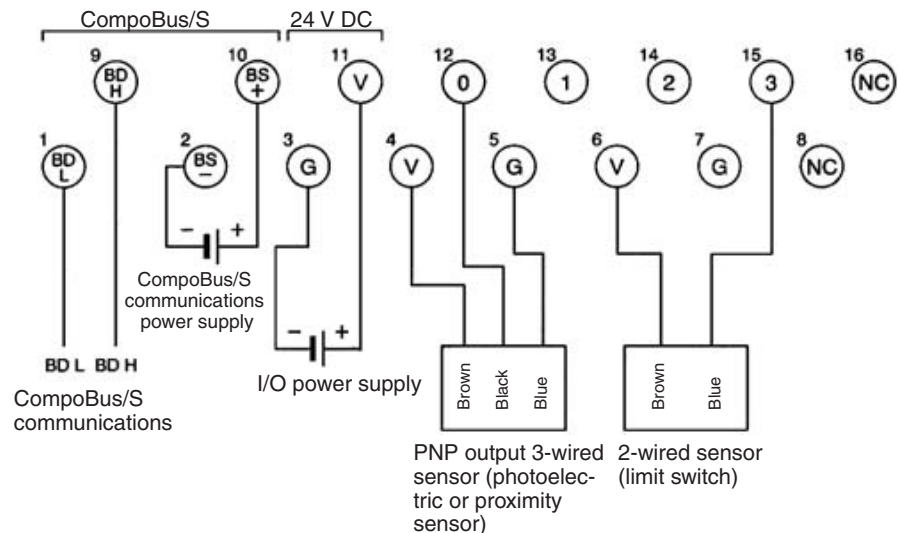 CompoBus/S 24 V DC
9 10 11 12 13 14 15 16
BD H BS + V 0 1 2 3 NC
1 2 3 4 5 6 7 8
BD L BS – G V G V G NC
– +
CompoBus/S
communications
power supply
– +
BD L BD H
I/O power supply
CompoBus/S
communications
Brown Black Blue
Brown Blue
PNP output 3-wired
sensor (photoelec-
tric or proximity
sensor)
2-wired sensor
(limit switch)